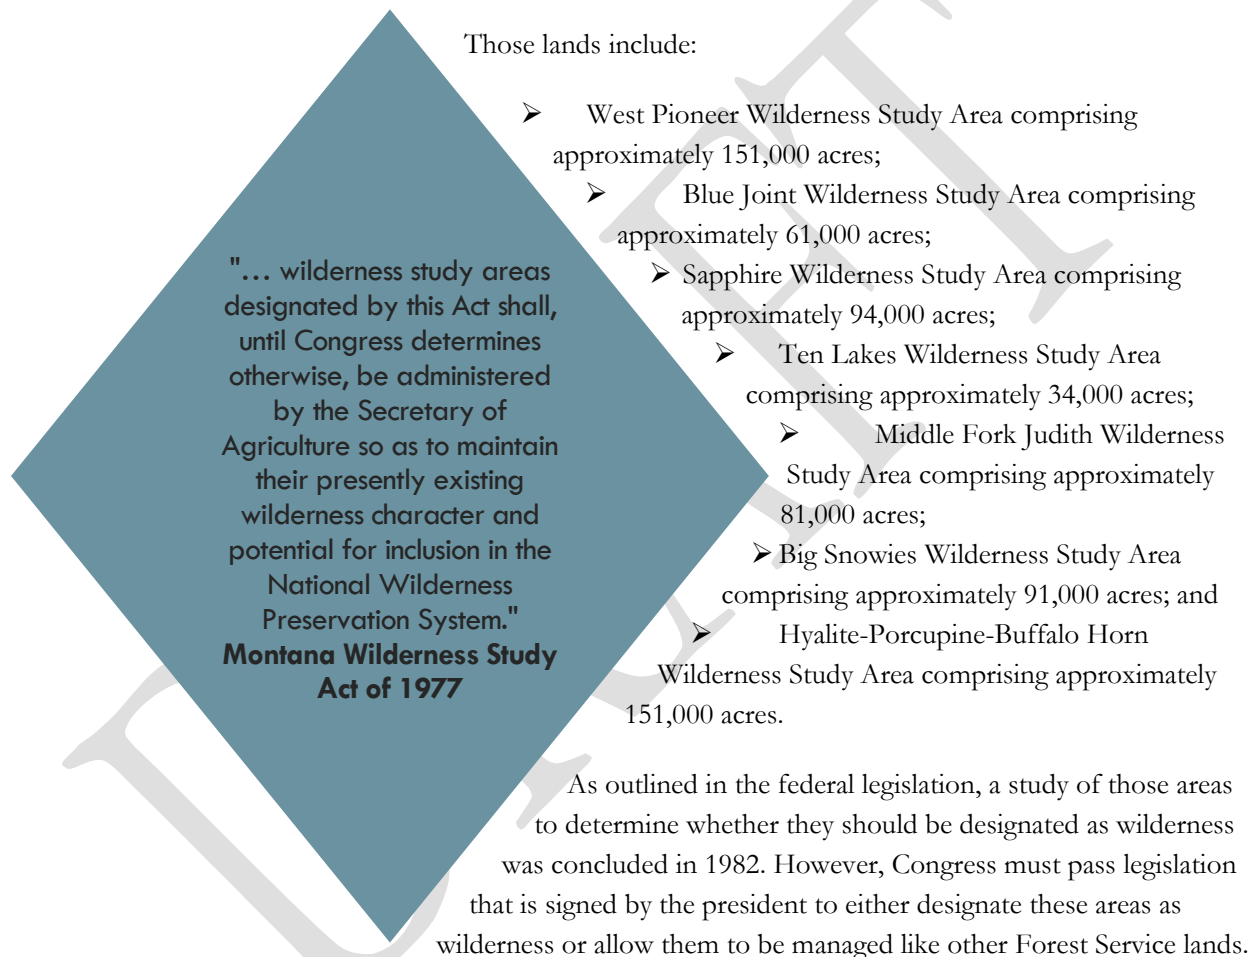 Those lands include:
➢ West Pioneer Wilderness Study Area comprising
approximately 151,000 acres;
➢ Blue Joint Wilderness Study Area comprising
approximately 61,000 acres;
➢ Sapphire Wilderness Study Area comprising
approximately 94,000 acres;
➢ Ten Lakes Wilderness Study Area
comprising approximately 34,000 acres;
➢ Middle Fork Judith Wilderness
Study Area comprising approximately
81,000 acres;
➢ Big Snowies Wilderness Study Area
comprising approximately 91,000 acres; and
➢ Hyalite-Porcupine-Buffalo Horn
Wilderness Study Area comprising approximately
151,000 acres.
"… wilderness study areas
designated by this Act shall,
until Congress determines
otherwise, be administered
by the Secretary of
Agriculture so as to maintain
their presently existing
wilderness character and
potential for inclusion in the
National Wilderness
Preservation System."
Montana Wilderness Study
Act of 1977
As outlined in the federal legislation, a study of those areas
to determine whether they should be designated as wilderness
was concluded in 1982. However, Congress must pass legislation
that is signed by the president to either designate these areas as
wilderness or allow them to be managed like other Forest Service lands.
DRAFT